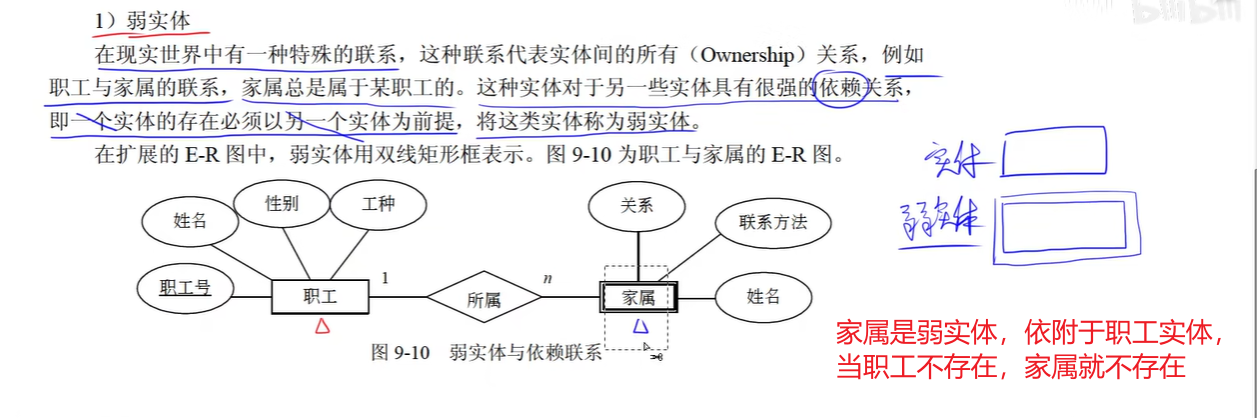 bilibili
1）弱实体
在现实世界中有一种特殊的联系，这种联系代表实体间的所有（Ownership）关系，例如
职工与家属的联系，家属总是属于某职工的。这种实体对于另一些实体具有很强的依赖关系，
即一个实体的存在必须以另一个实体为前提，将这类实体称为弱实体。
在扩展的 E-R 图中，弱实体用双线矩形框表示。图 9-10 为职工与家属的 E-R 图。
实体
弱实体
姓名
性别
工种
关系
联系方法
职工号
职工
1
所属
n
家属
姓名
图 9-10 弱实体与依赖联系
家属是弱实体，依附于职工实体，
当职工不存在，家属就不存在